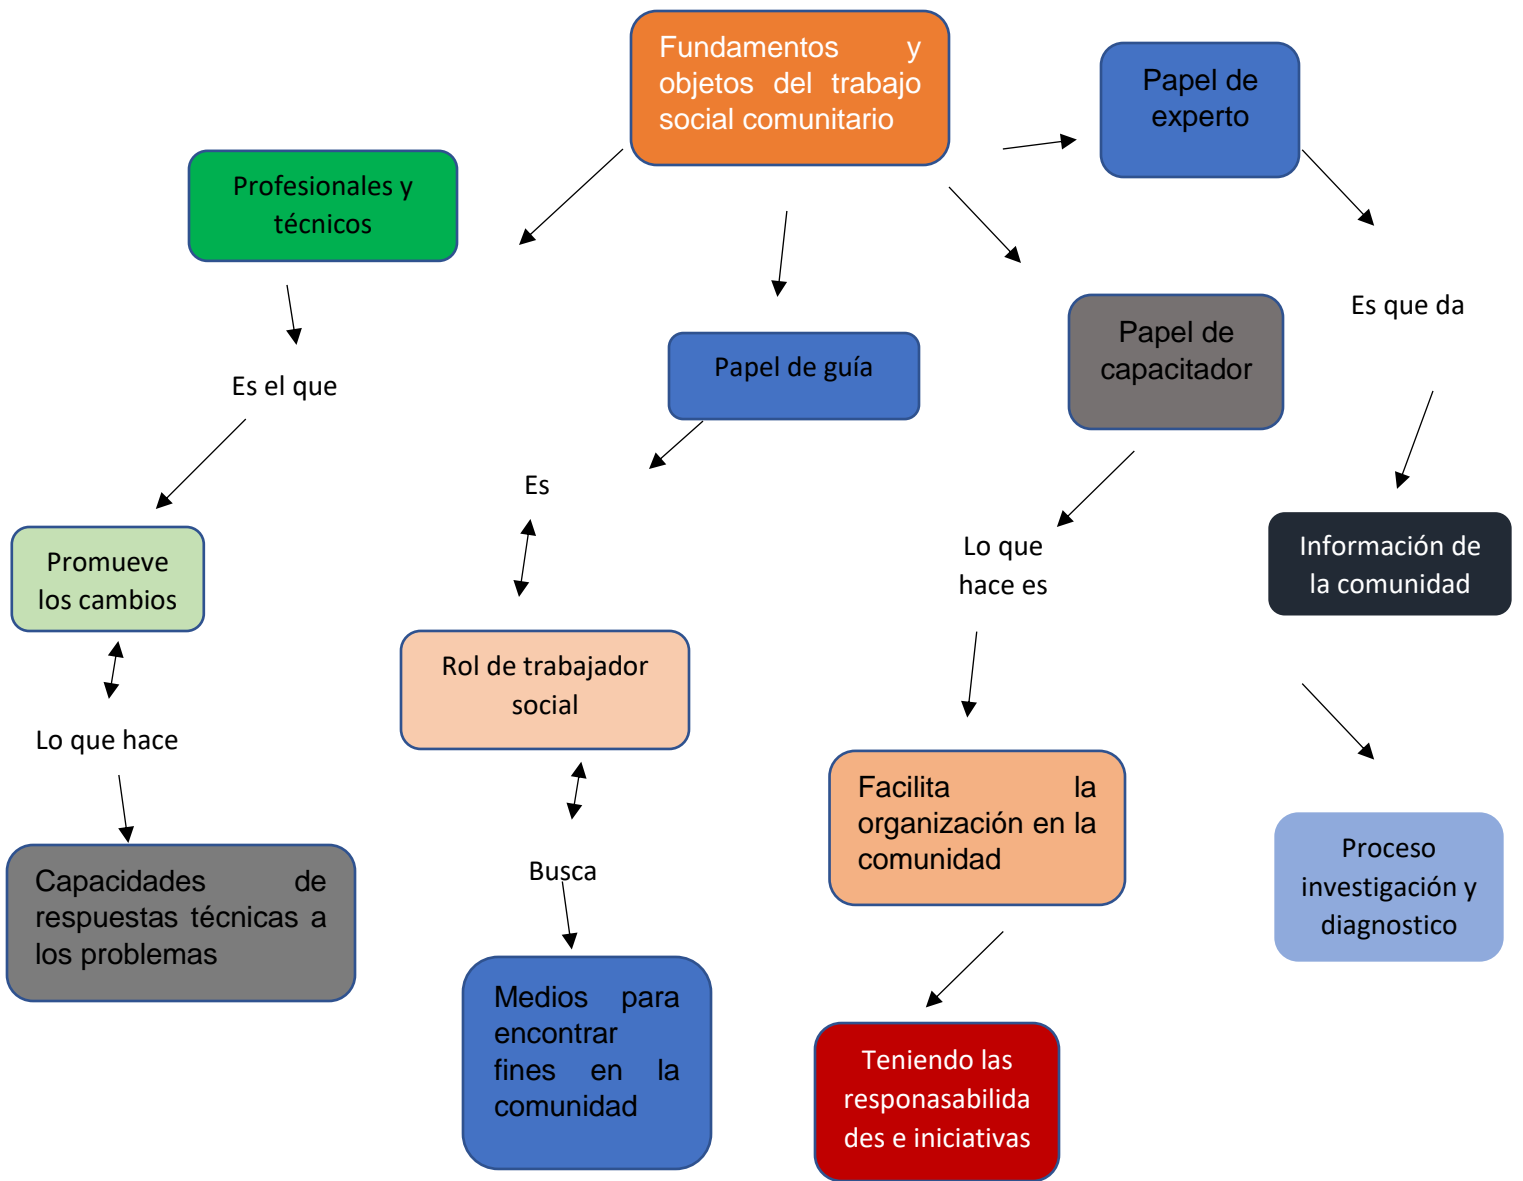 Fundamentos y
objetos del trabajo
social comunitario
Papel de
experto
Profesionales y
técnicos
Es que da
Papel de
capacitador
Papel de guía
Es el que
Es
Lo que
hace es
Información de
la comunidad
Promueve
los cambios
Rol de trabajador
social
Lo que hace
Facilita la
organización en la
comunidad
Proceso
investigación y
diagnostico
Busca
Capacidades de
respuestas técnicas a
los problemas
Medios para
encontrar
fines en la
comunidad
Teniendo las
responasabilida
des e iniciativas